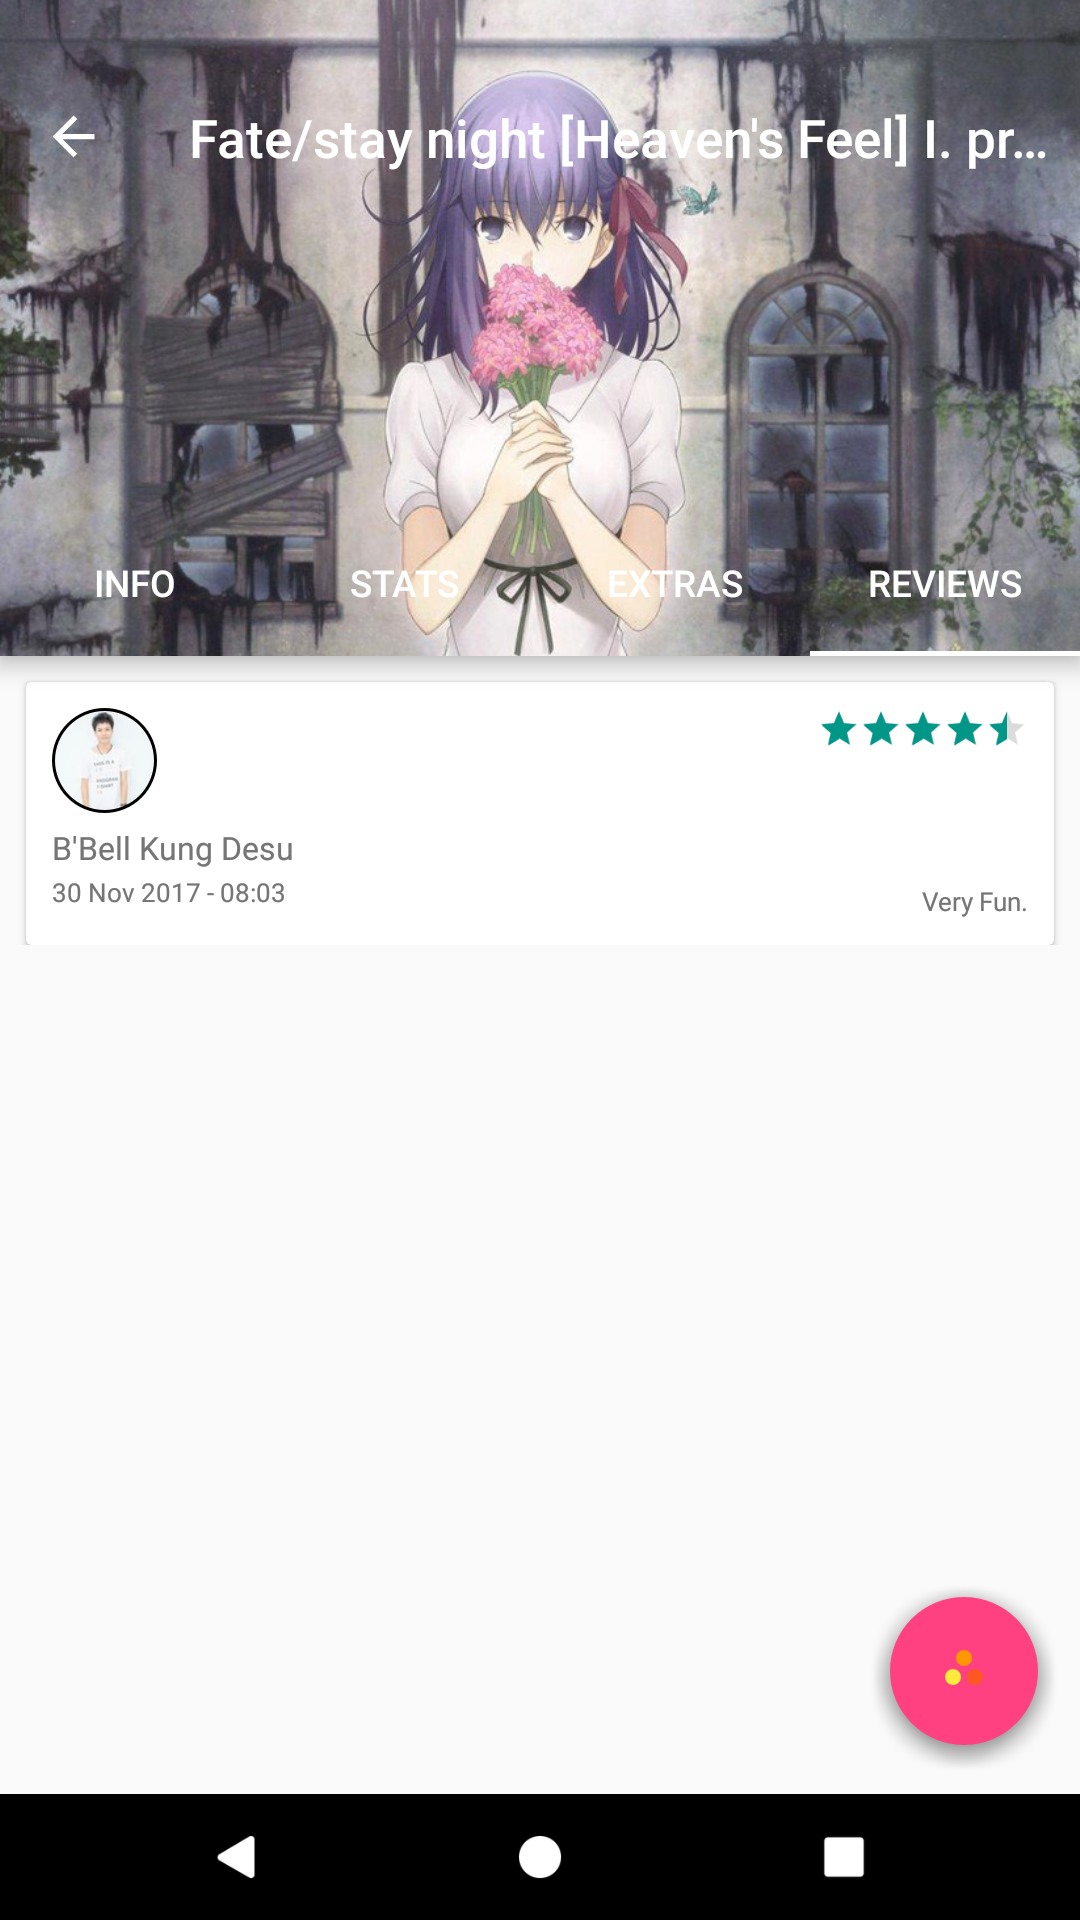 Fate/stay night [Heaven's Feel] I. pr...
INFO STATS EXTRAS REVIEWS
B'Bell Kung Desu
30 Nov 2017 - 08:03
Very Fun.